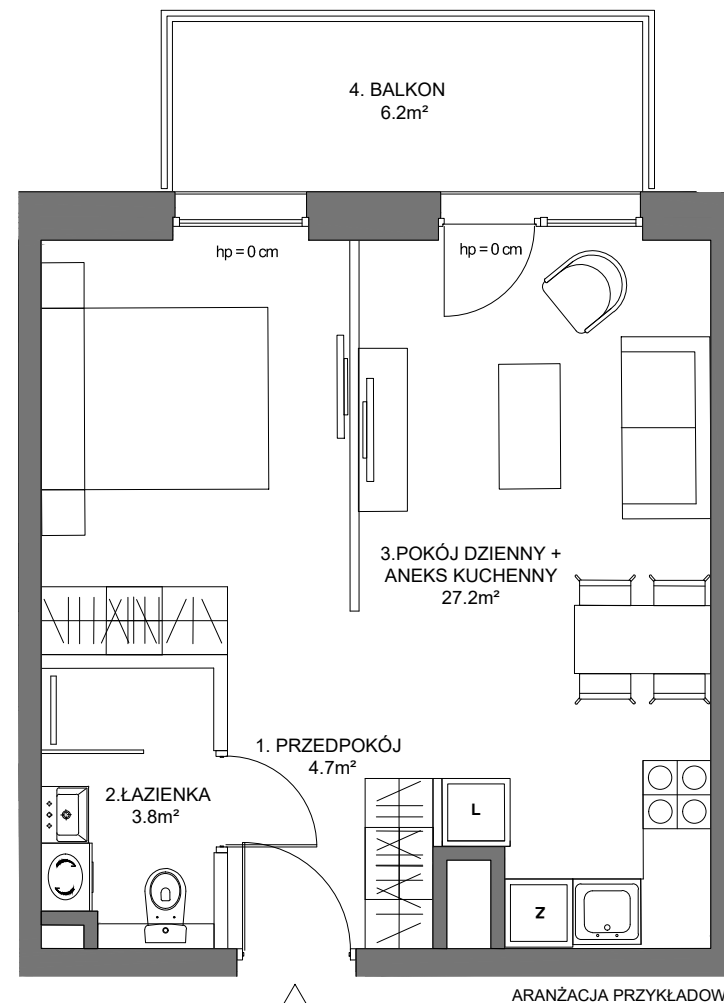 4. BALKON
6.2m²
hp = 0 cm
hp = 0 cm
3.POKÓJ DZIENNY +
ANEKS KUCHENNY
27.2m²
1. PRZEDPOKÓJ
4.7m²
2.ŁAZIENKA
3.8m²
L
Z
ARANŻACJA PRZYKŁADOW